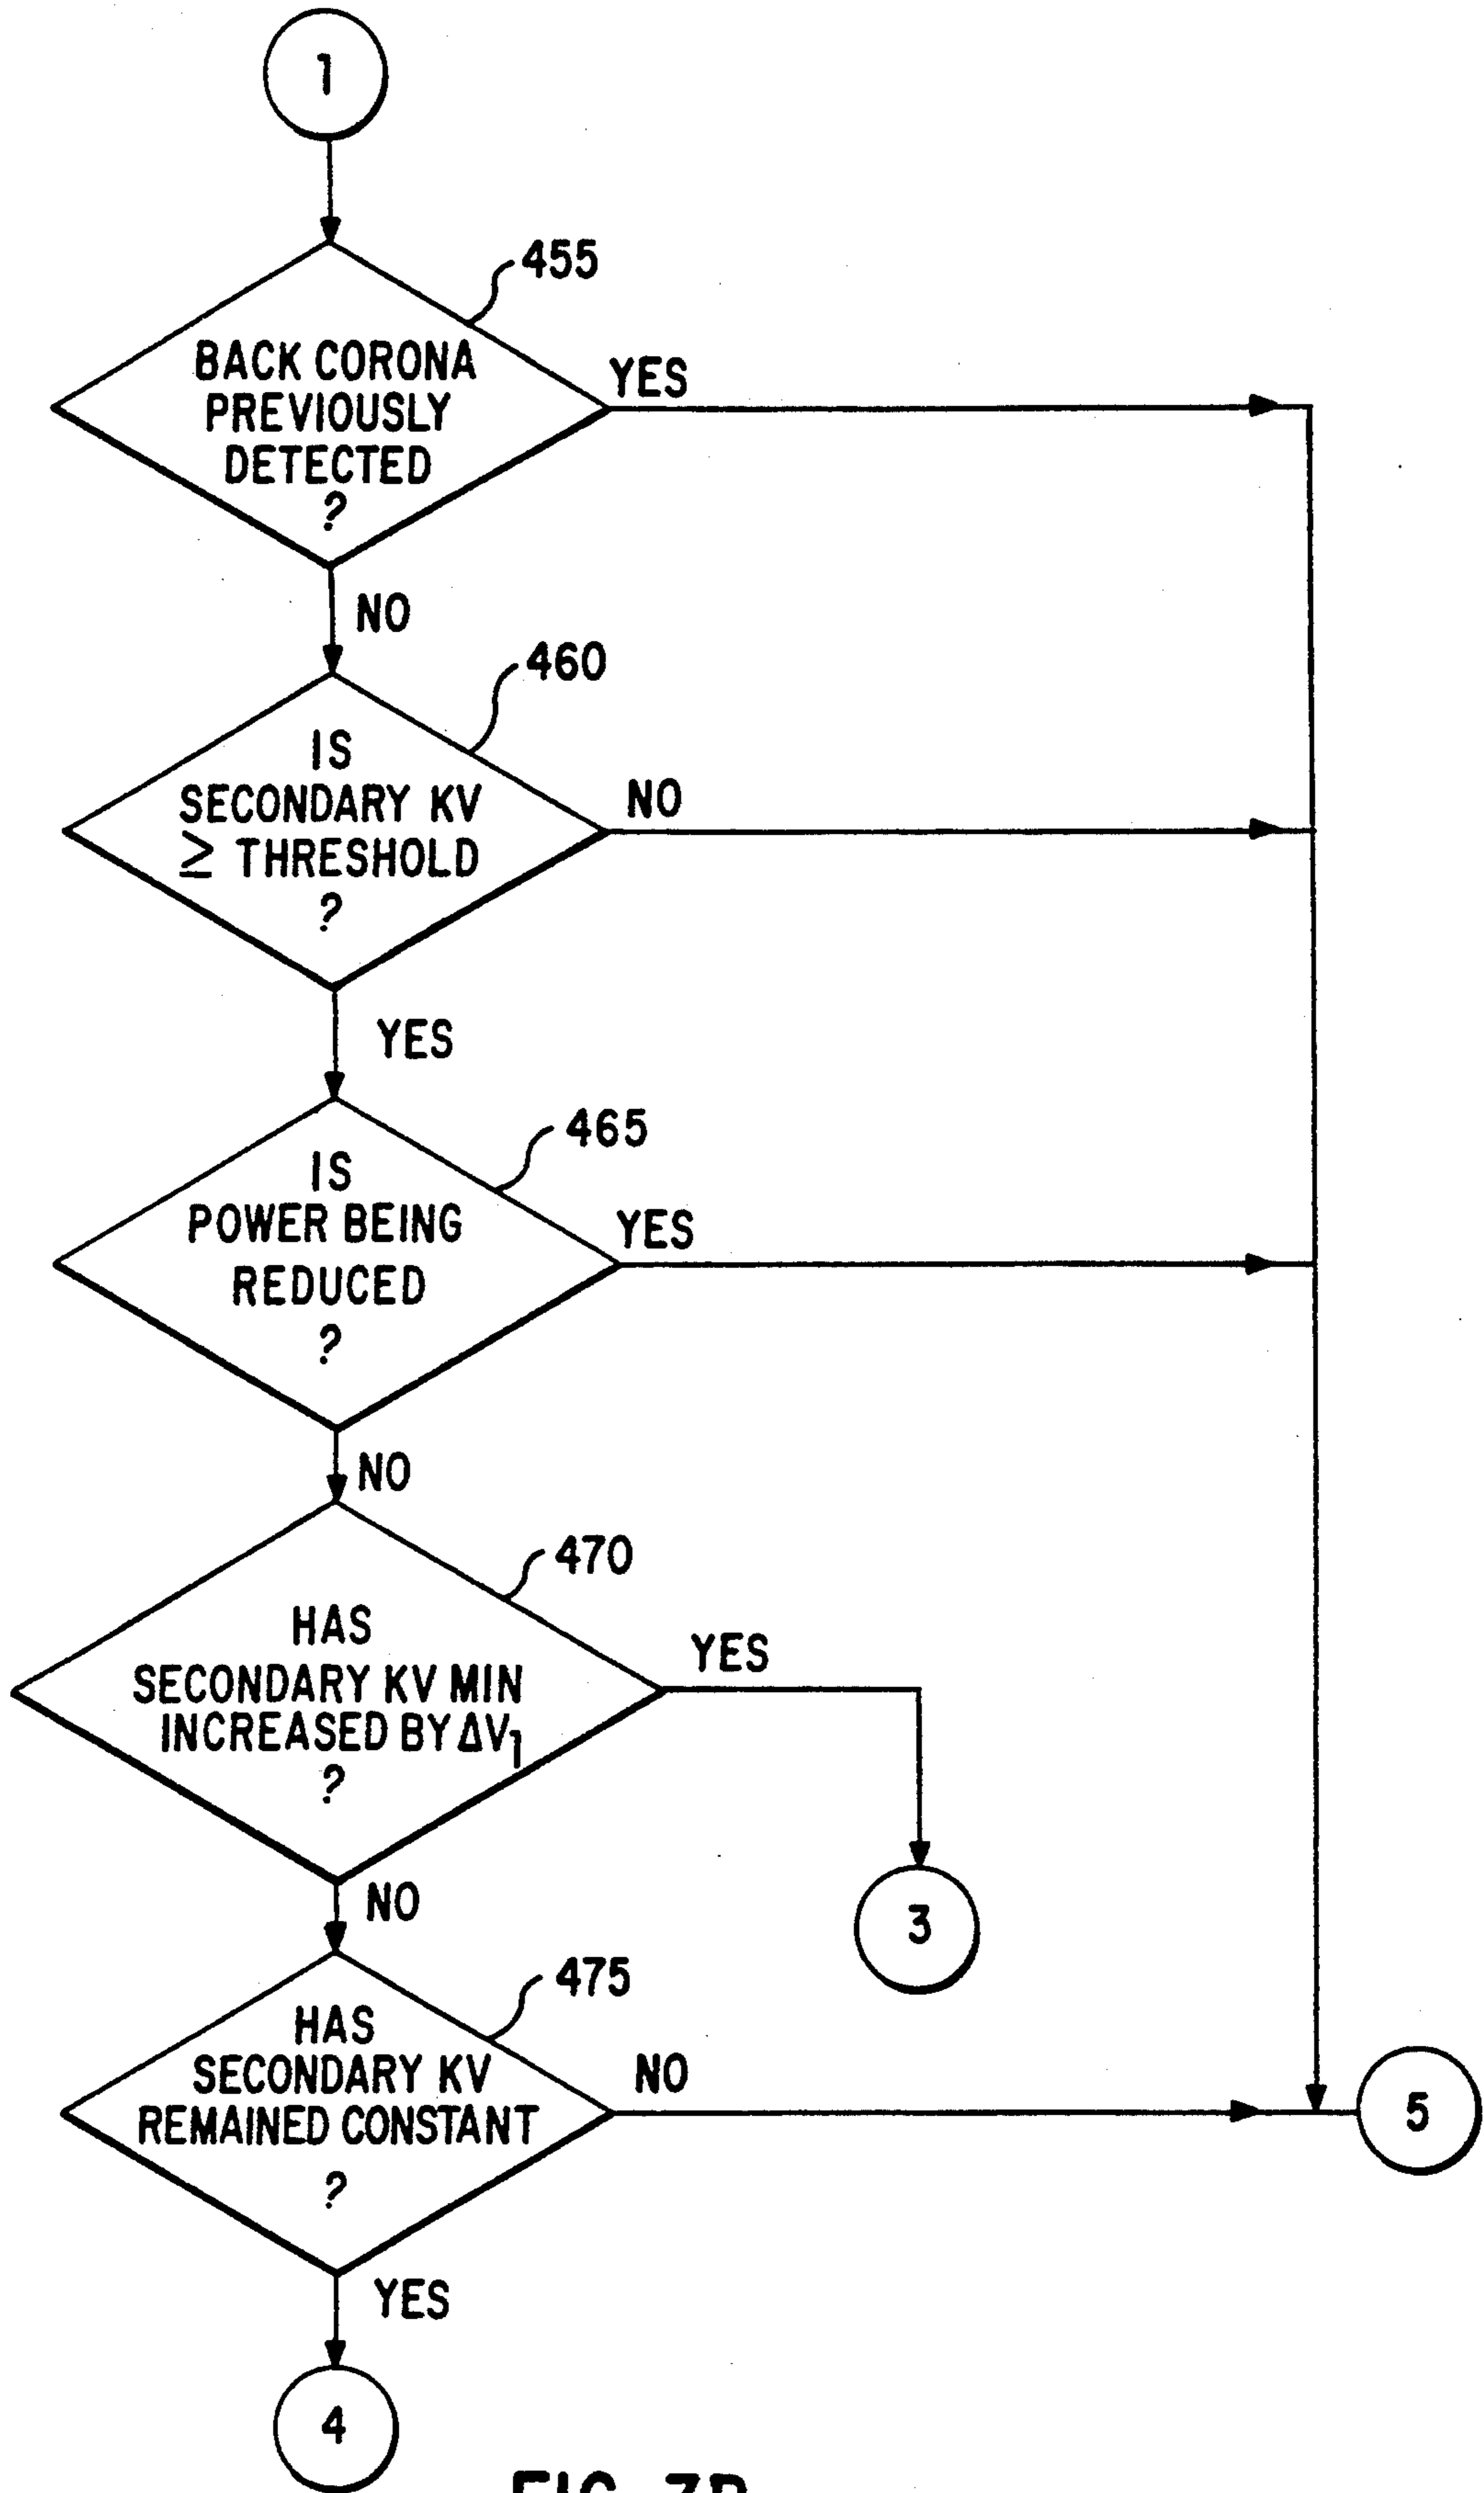 1
455
BACK CORONA
PREVIOUSLY
DETECTED
?
YES
NO
460
IS
SECONDARY KV
≥ THRESHOLD
?
NO
YES
465
IS
POWER BEING
REDUCED
?
YES
NO
470
HAS
SECONDARY KV MIN
INCREASED BY ΔV1
?
YES
3
NO
475
HAS
SECONDARY KV
REMAINED CONSTANT
?
NO
5
YES
4